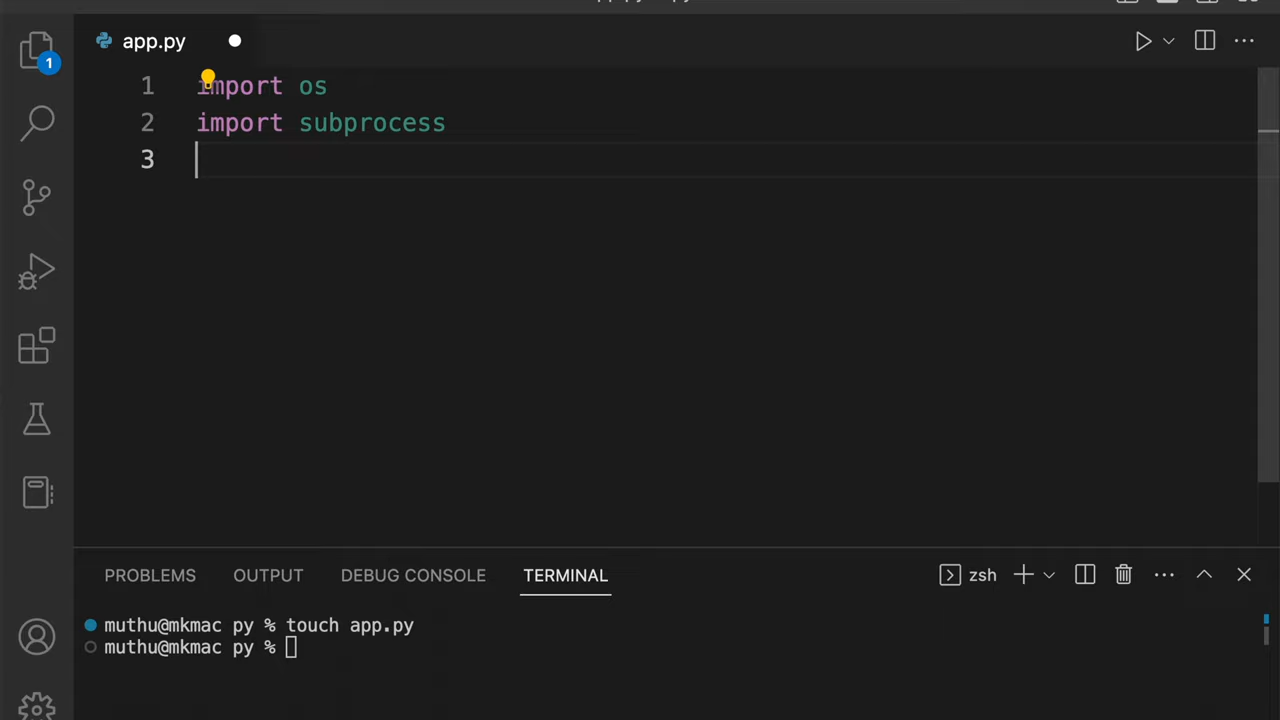 app.py
1
1 import os
2 import subprocess
3
PROBLEMS OUTPUT DEBUG CONSOLE TERMINAL zsh
muthu@mkmac py % touch app.py
muthu@mkmac py %